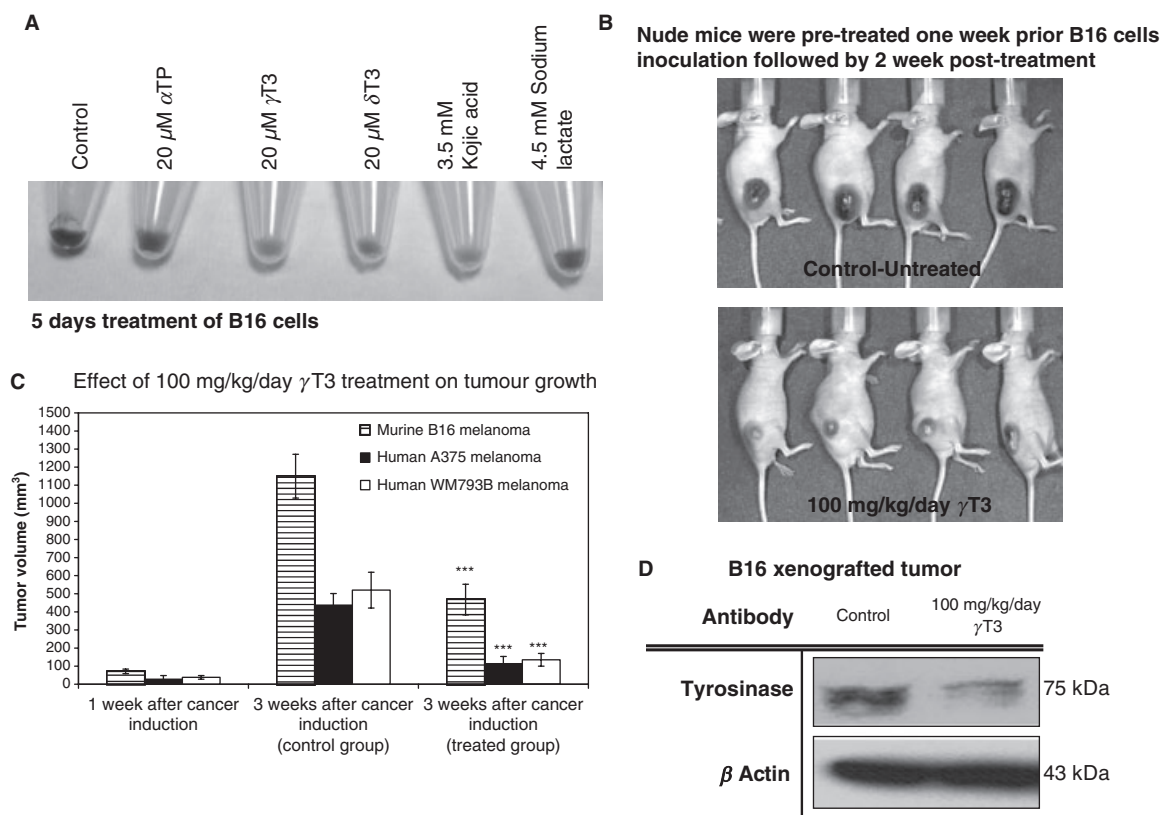 A
Control
20 µM αTP
20 µM γT3
20 µM δT3
3.5 mM
Kojic acid
4.5 mM Sodium
lactate
5 days treatment of B16 cells
B
Nude mice were pre-treated one week prior B16 cells
inoculation followed by 2 week post-treatment
Control-Untreated
100 mg/kg/day γT3
C
Effect of 100 mg/kg/day γT3 treatment on tumour growth
Tumor volume (mm³)
1500
1400
1300
1200
1100
1000
900
800
700
600
500
400
300
200
100
0
Murine B16 melanoma
Human A375 melanoma
Human WM793B melanoma
***
***
***
1 week after cancer
induction
3 weeks after cancer
induction
(control group)
3 weeks after cancer
induction
(treated group)
D
B16 xenografted tumor
Antibody
Control
100 mg/kg/day
γT3
Tyrosinase
75 kDa
β Actin
43 kDa